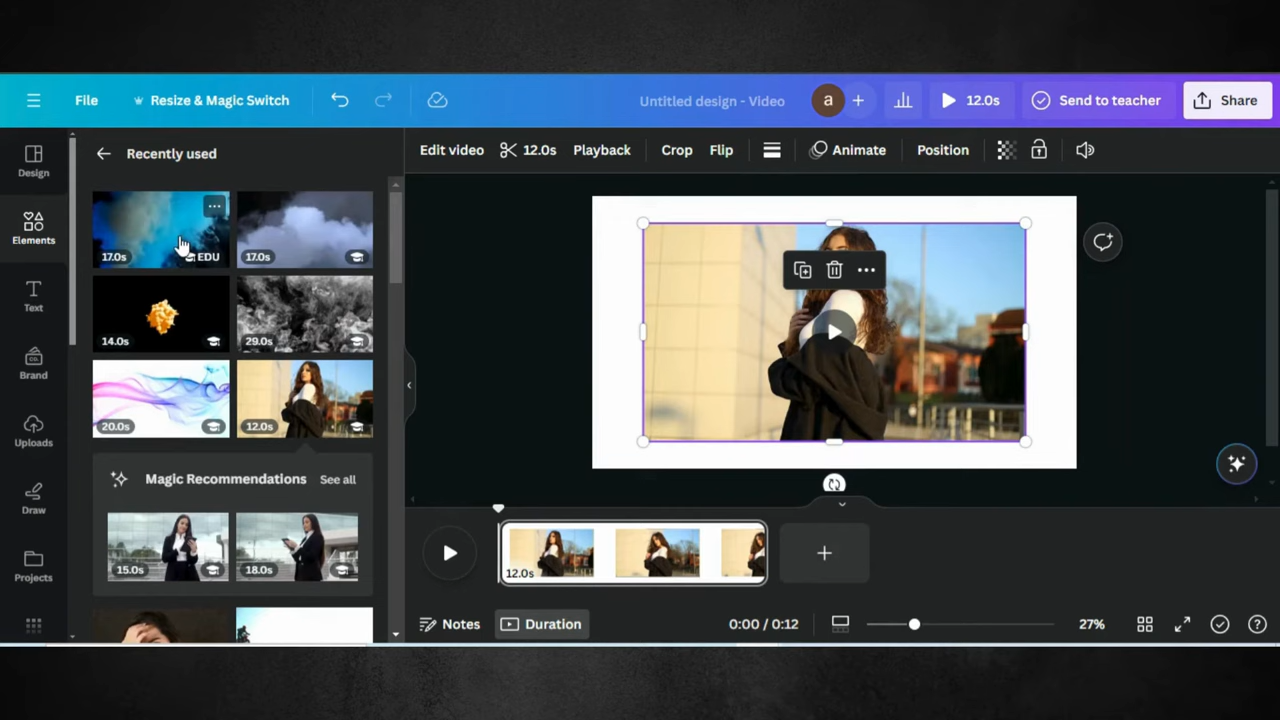 File
Resize & Magic Switch
Untitled design - Video
a
12.0s
Send to teacher
Share
Design
Elements
Text
Brand
CO.
Uploads
Draw
Projects
Recently used
17.0s
EDU
17.0s
14.0s
29.0s
20.0s
12.0s
Magic Recommendations
See all
15.0s
18.0s
Edit video
12.0s
Playback
Crop
Flip
Animate
Position
12.0s
Notes
Duration
0:00 / 0:12
27%